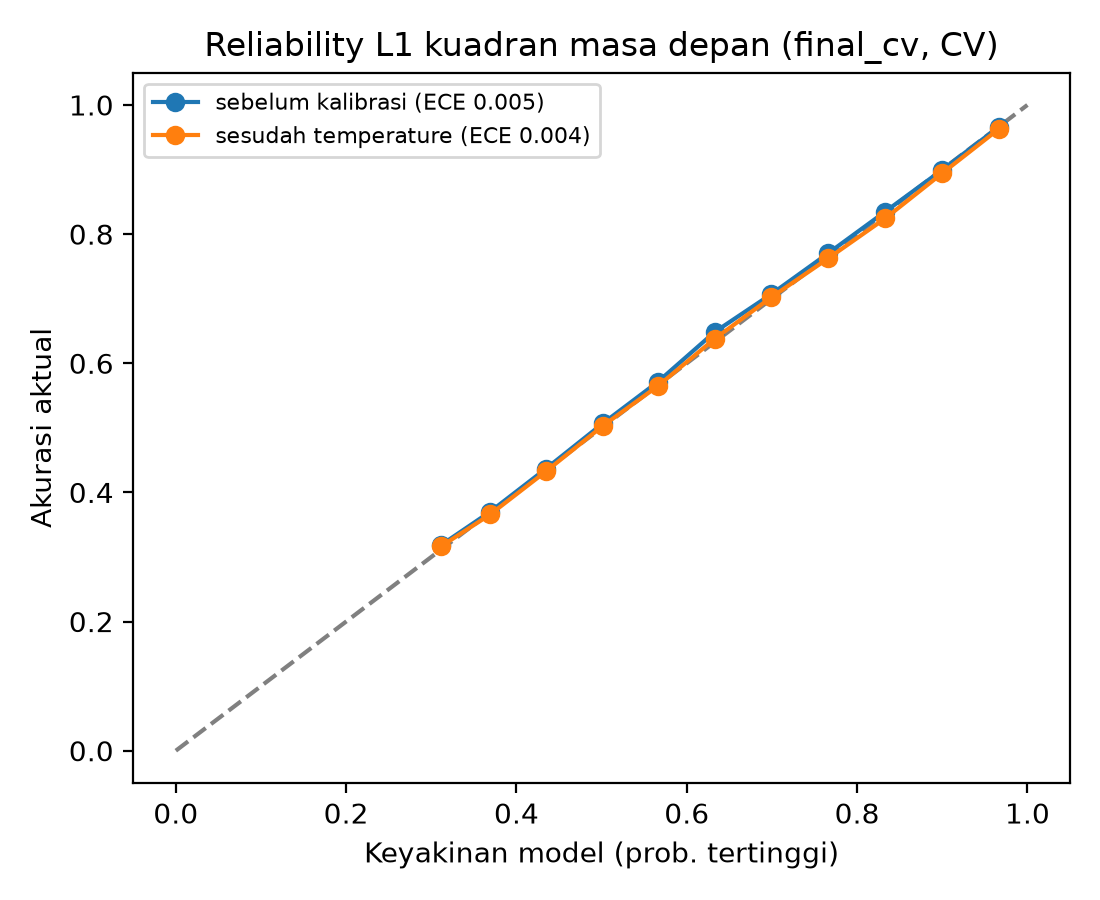 Reliability L1 kuadran masa depan (final_cv, CV)
sebelum kalibrasi (ECE 0.005)
sesudah temperature (ECE 0.004)
Akurasi aktual
1.0
0.8
0.6
0.4
0.2
0.0
0.0 0.2 0.4 0.6 0.8 1.0
Keyakinan model (prob. tertinggi)